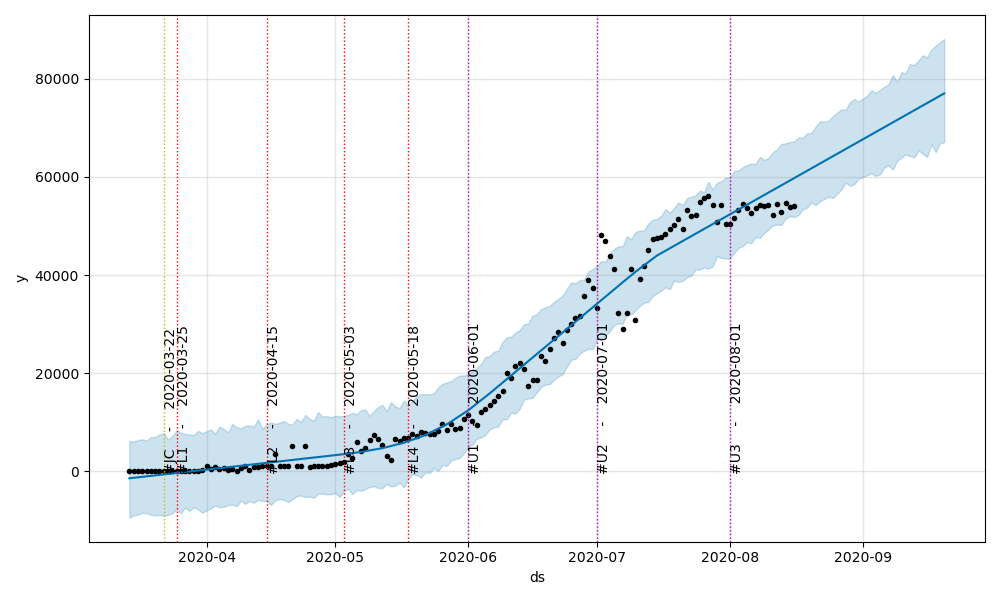 80000
60000
40000
20000
0
y
#JC - 2020-03-22
#L1 - 2020-03-25
#L2 - 2020-04-15
#L3 - 2020-05-03
#L4 - 2020-05-18
#U1 - 2020-06-01
#U2 - 2020-07-01
#U3 - 2020-08-01
2020-04
2020-05
2020-06
2020-07
2020-08
2020-09
ds